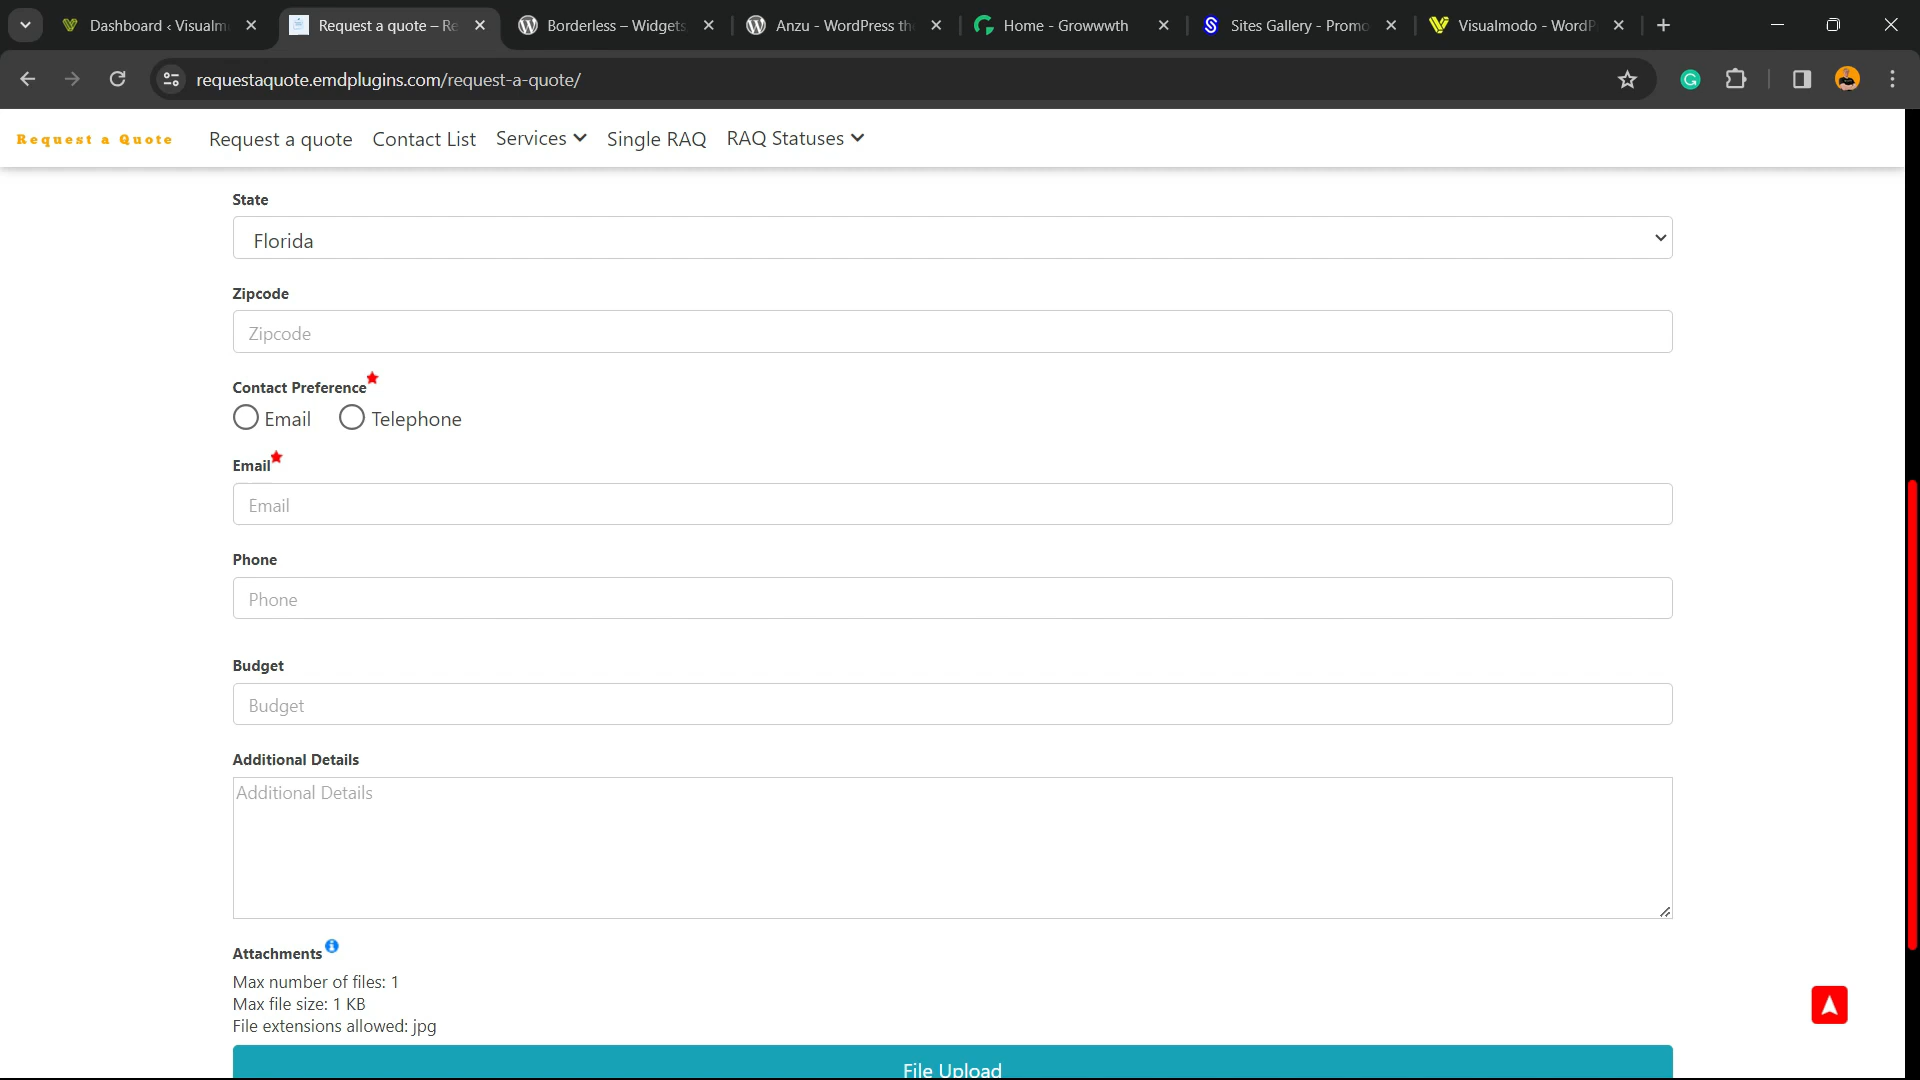 Dashboard ‹ Visualm
Request a quote – Re
Borderless – Widgets
Anzu - WordPress th
Home - Growwwth
Sites Gallery - Promo
Visualmodo - WordP
requestaquote.emdplugins.com/request-a-quote/
Request a Quote
Request a quote
Contact List
Services
Single RAQ
RAQ Statuses
State
Florida
Zipcode
Zipcode
Contact Preference
Email
Telephone
Email
Email
Phone
Phone
Budget
Budget
Additional Details
Additional Details
Attachments
Max number of files: 1
Max file size: 1 KB
File extensions allowed: jpg
File Upload